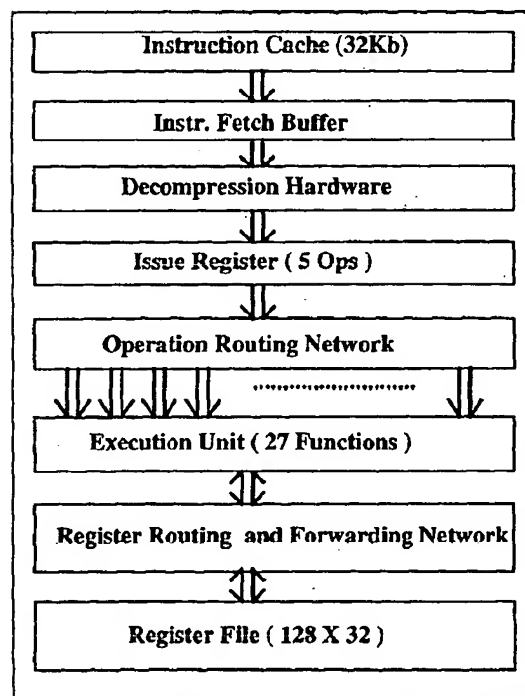 Instruction Cache (32Kb)
Instr. Fetch Buffer
Decompression Hardware
Issue Register ( 5 Ops )
Operation Routing Network
Execution Unit ( 27 Functions )
Register Routing and Forwarding Network
Register File ( 128 X 32 )